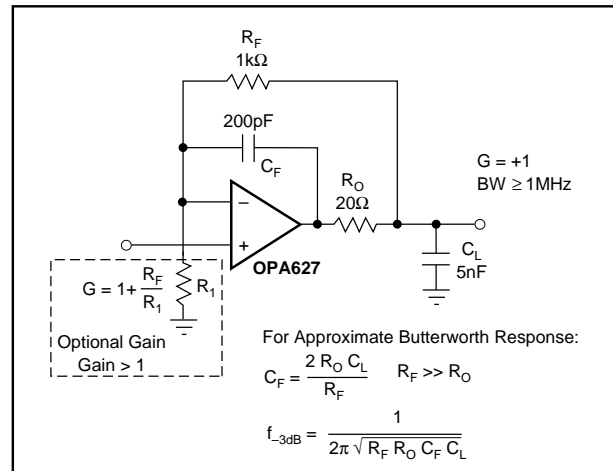 R_F
1kΩ
200pF
C_F
R_O
20Ω
G = +1
BW ≥ 1MHz
–
+
OPA627
C_L
5nF
G = 1+ R_F / R_1
R_1
Optional Gain
Gain > 1
For Approximate Butterworth Response:
C_F = 2 R_O C_L / R_F    R_F >> R_O
f_–3dB = 1 / 2π √ R_F R_O C_F C_L